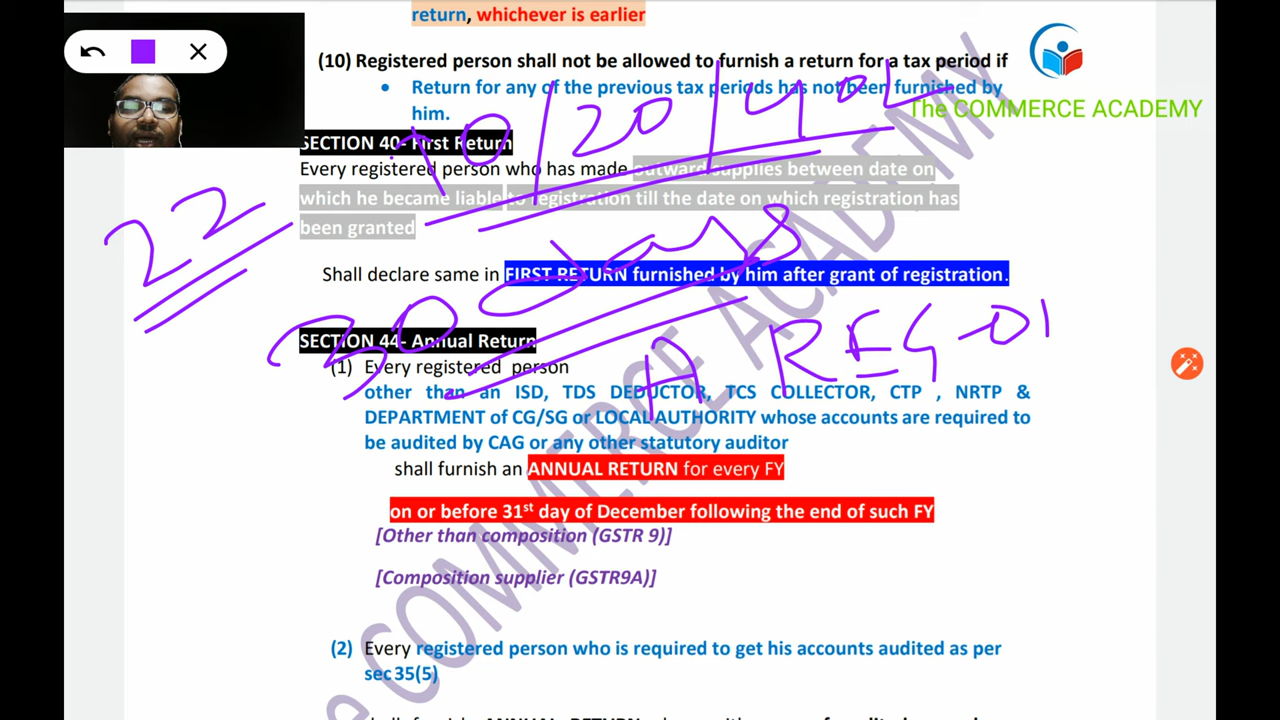 return, whichever is earlier
(10) Registered person shall not be allowed to furnish a return for a tax period if
• Return for any of the previous tax periods has not been furnished by
him.
The COMMERCE ACADEMY
SECTION 40- First Return
Every registered person who has made outward supplies between date on
which he became liable to registration till the date on which registration has
been granted
Shall declare same in FIRST RETURN furnished by him after grant of registration.
SECTION 44- Annual Return
(1) Every registered person
other than an ISD, TDS DEDUCTOR, TCS COLLECTOR, CTP , NRTP &
DEPARTMENT of CG/SG or LOCAL AUTHORITY whose accounts are required to
be audited by CAG or any other statutory auditor
shall furnish an ANNUAL RETURN for every FY
on or before 31st day of December following the end of such FY
[Other than composition (GSTR 9)]
[Composition supplier (GSTR9A)]
(2) Every registered person who is required to get his accounts audited as per
sec 35(5)
22
30 days
A REG-01
COMMERCE ACADEMY